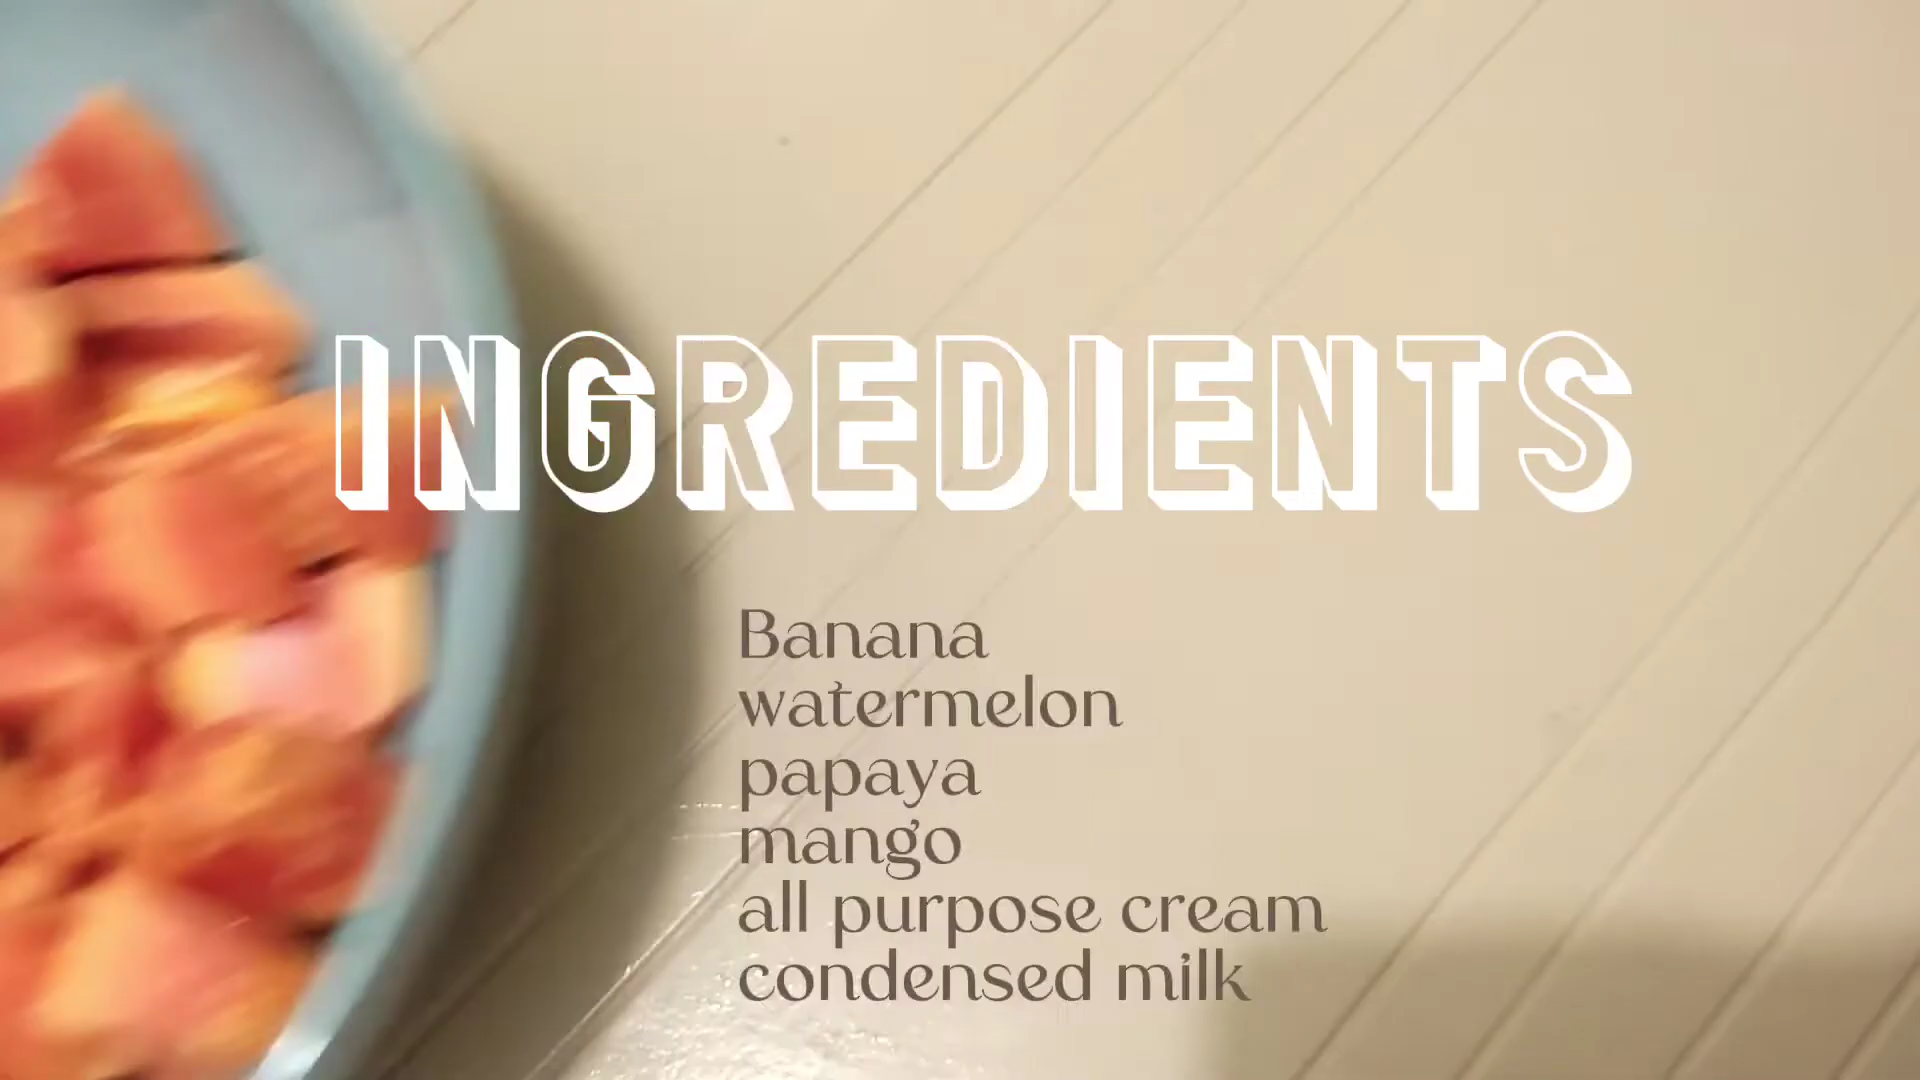 INGREDIENTS
Banana
watermelon
papaya
mango
all purpose cream
condensed milk